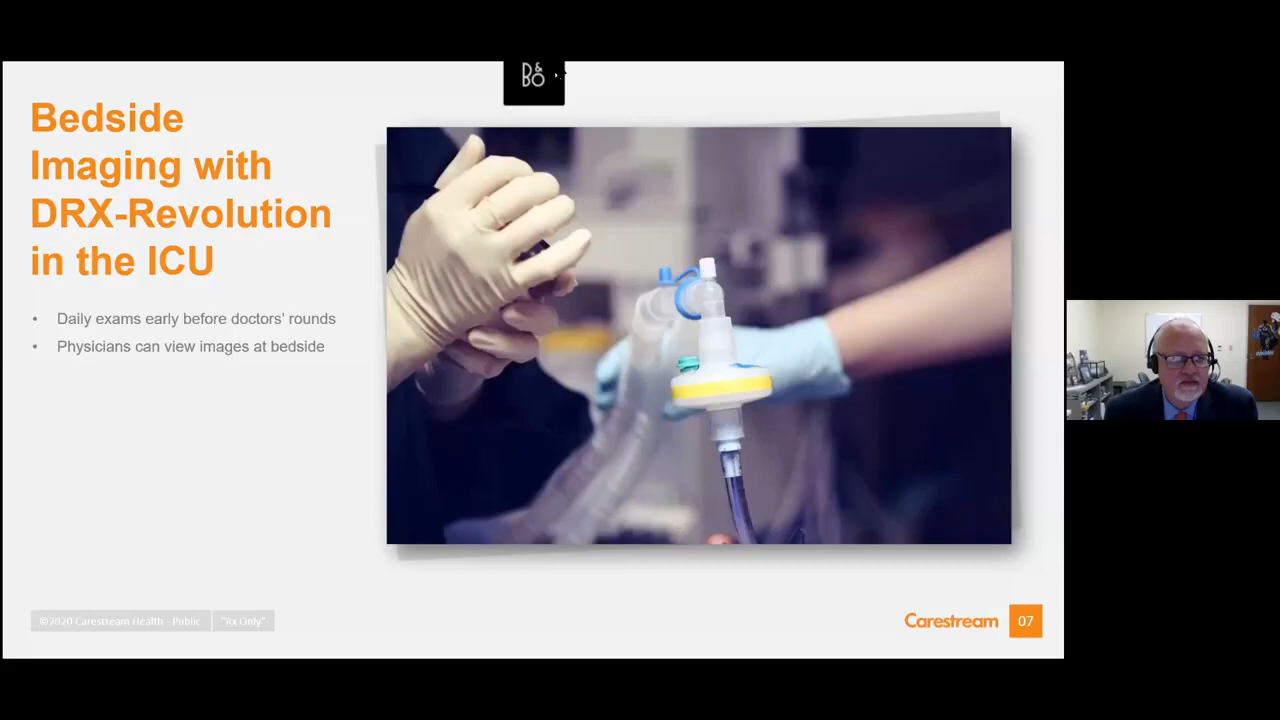 B&O
Bedside
Imaging with
DRX-Revolution
in the ICU
• Daily exams early before doctors' rounds
• Physicians can view images at bedside
©2020 Carestream Health - Public "Rx Only"
Carestream 07